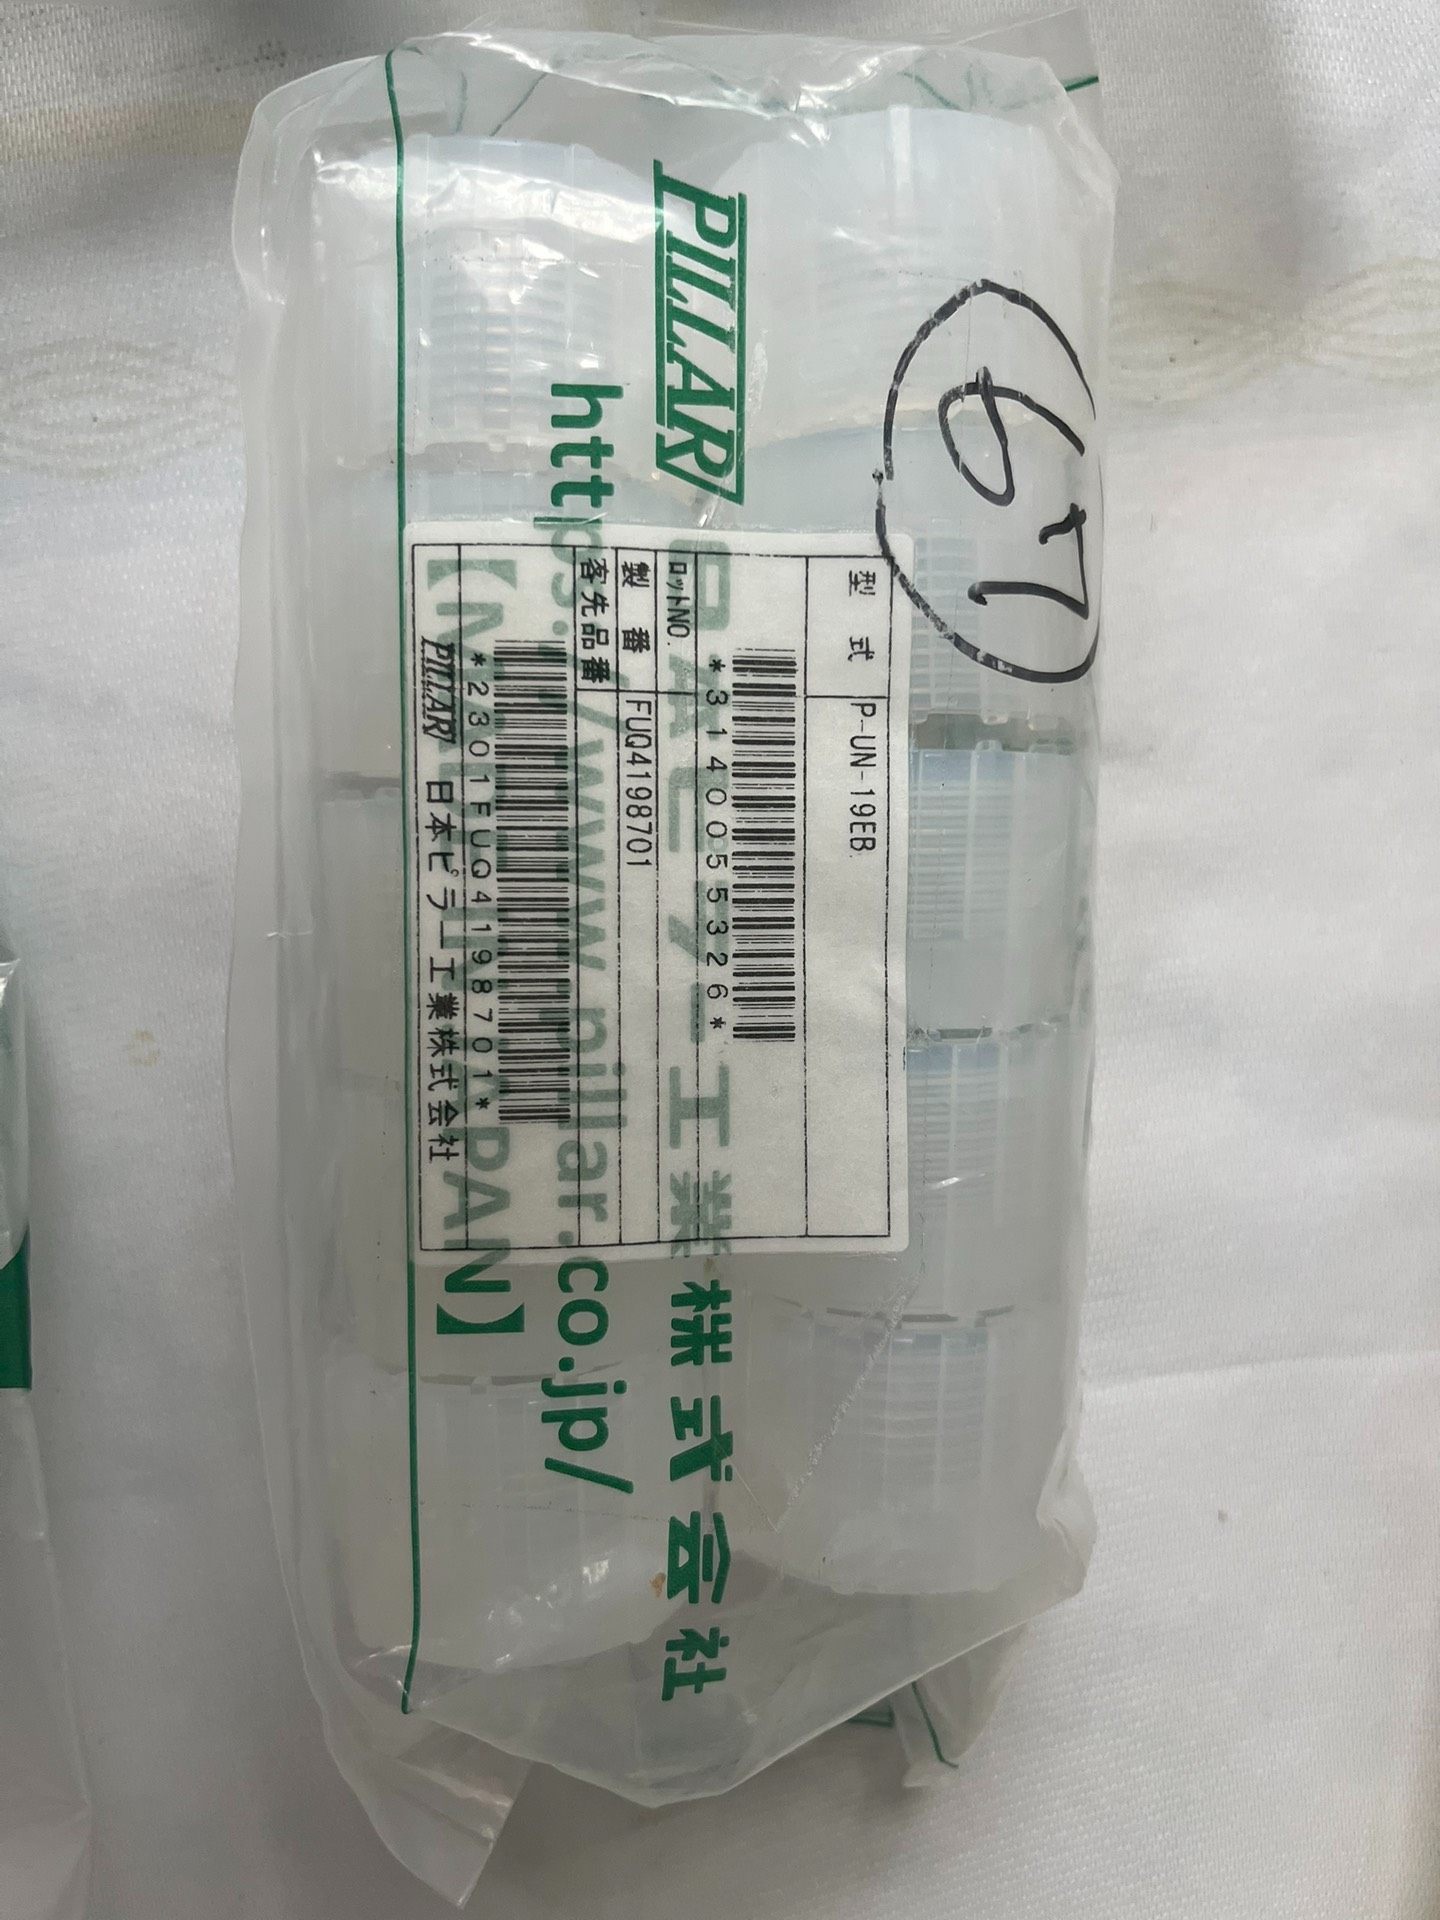 67
PILLAR 日本ピラー工業株式会社
https://www.pillar.co.jp/
【MADE IN JAPAN】
型式 P-UN-19EB
*3140055326*
ロットNO.
製番 FUQ4198701
客先品番
*2301FUQ4198701*
PILLAR 日本ピラー工業株式会社